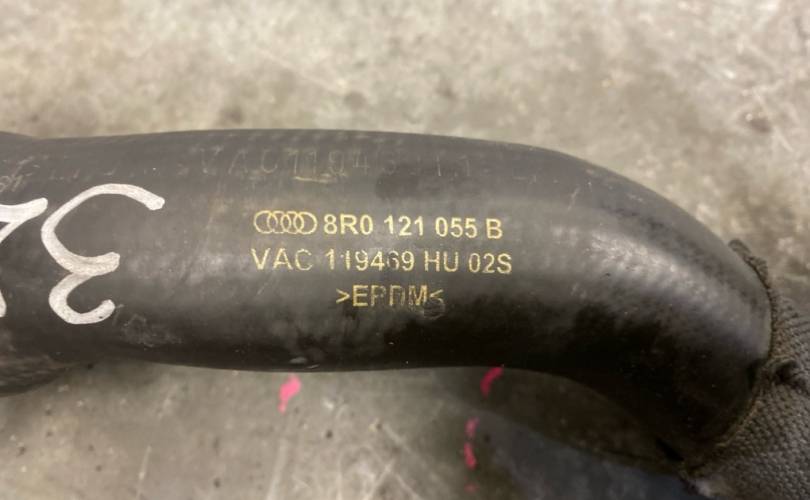 8R0 121 055 B
VAC 119469 HU 02S
>EPDM<